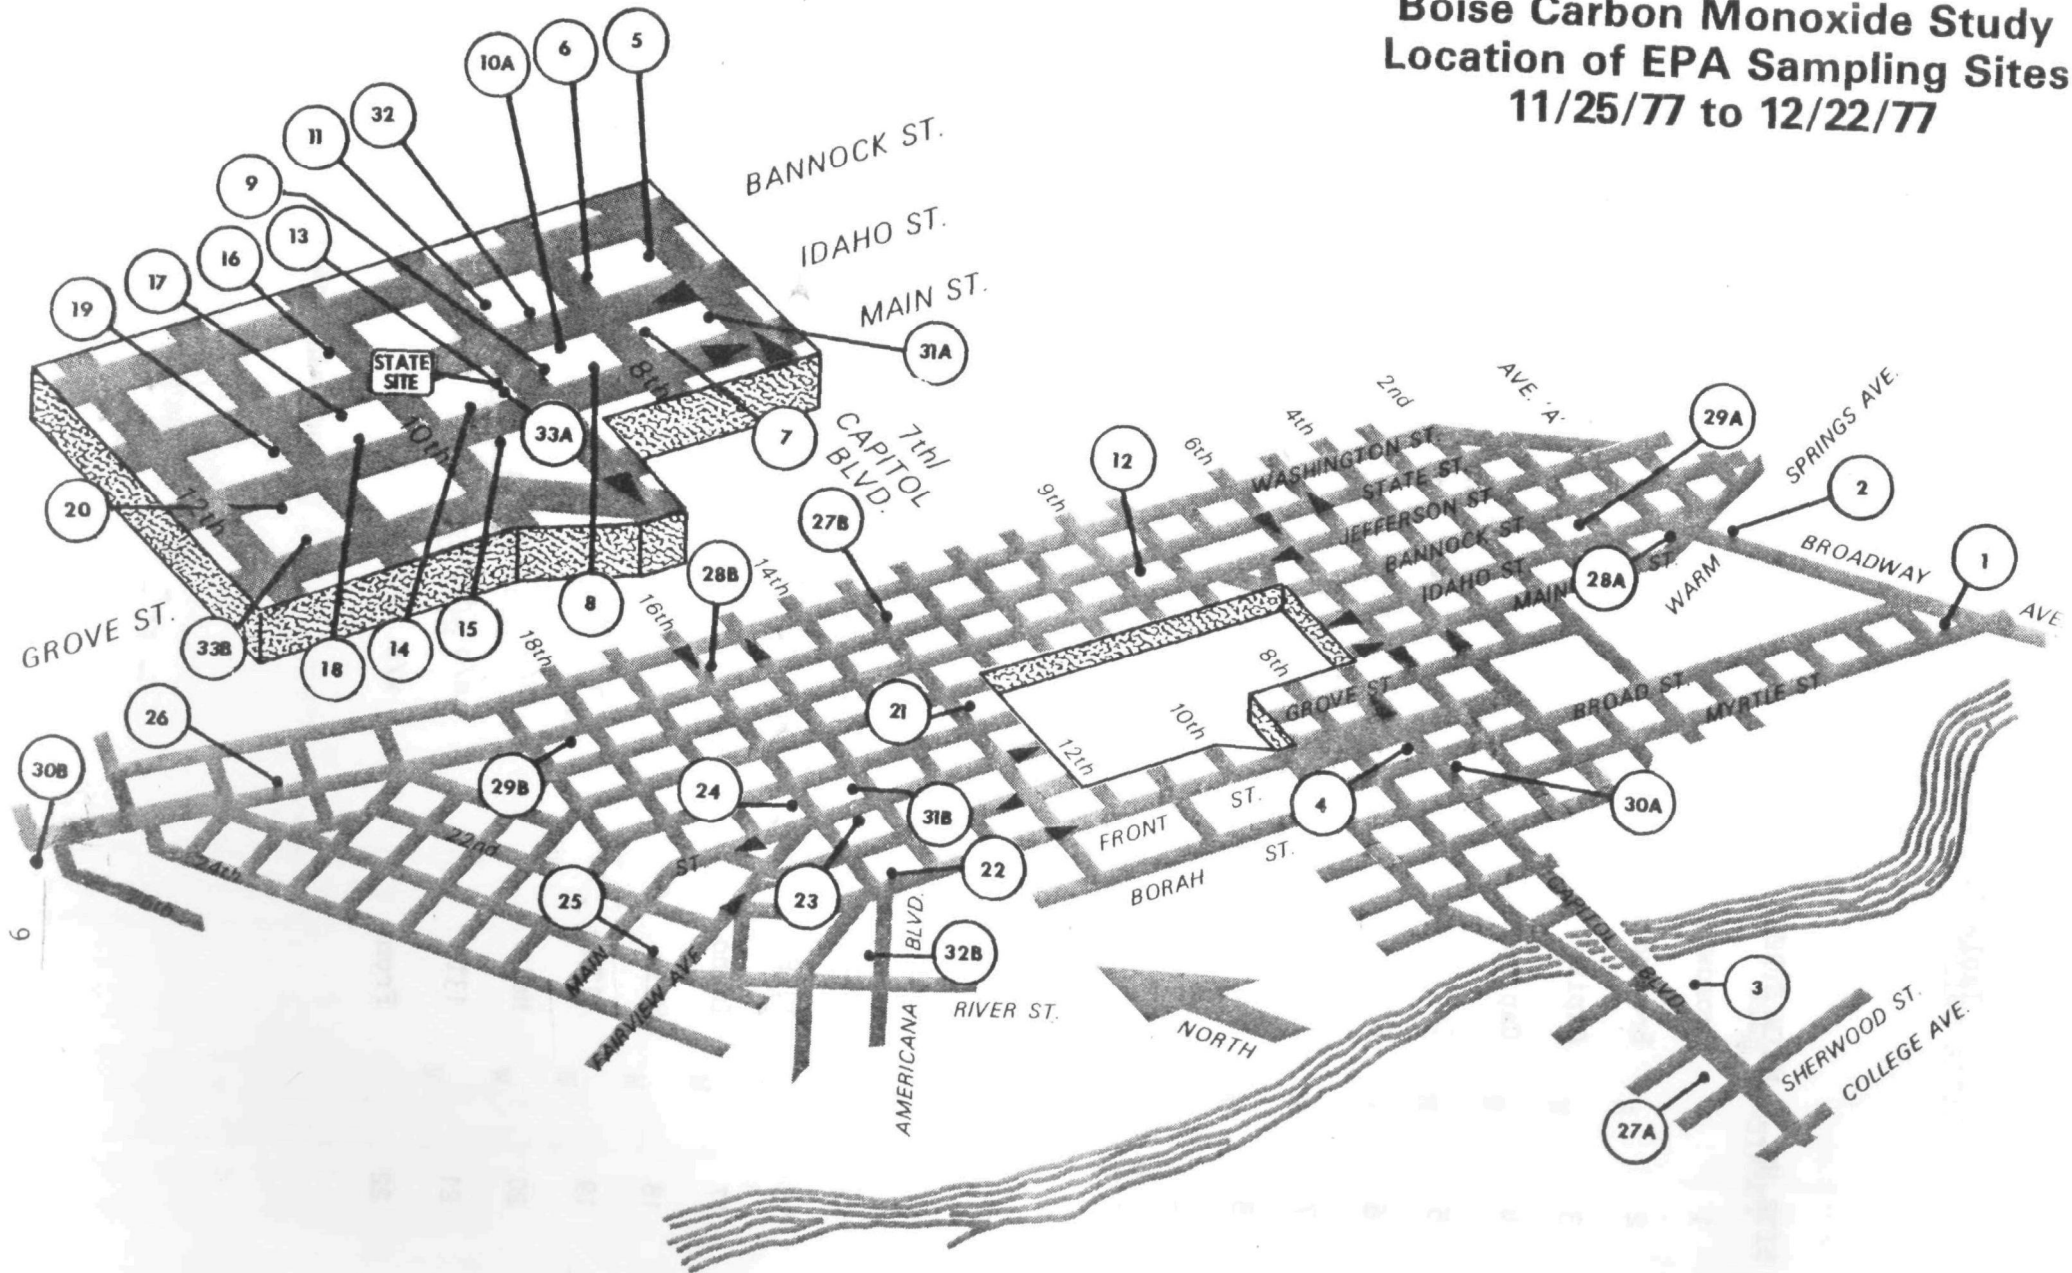 Boise Carbon Monoxide Study
Location of EPA Sampling Sites
11/25/77 to 12/22/77
5
6
10A
32
11
9
13
16
17
19
20
33B
18
14
15
8
33A
7
31A
STATE
SITE
BANNOCK ST.
IDAHO ST.
MAIN ST.
8th
10th
12th
7th/
CAPITOL
BLVD.
GROVE ST.
AVE. 'A'
2nd
4th
6th
9th
14th
16th
18th
WASHINGTON ST.
STATE ST.
JEFFERSON ST
BANNOCK ST.
IDAHO ST.
MAIN ST.
WARM SPRINGS AVE.
BROADWAY AVE
29A
2
1
28A
12
27B
28B
8th
GROVE ST
10th
12th
BROAD ST.
MYRTLE ST.
21
26
30B
29B
24
31B
4
30A
FRONT ST.
BORAH ST.
22
23
25
22nd
24th
ST.
MAIN
FAIRVIEW AVE.
32B
AMERICANA BLVD.
RIVER ST.
NORTH
CAPITOL BLVD.
3
SHERWOOD ST.
COLLEGE AVE.
27A
9